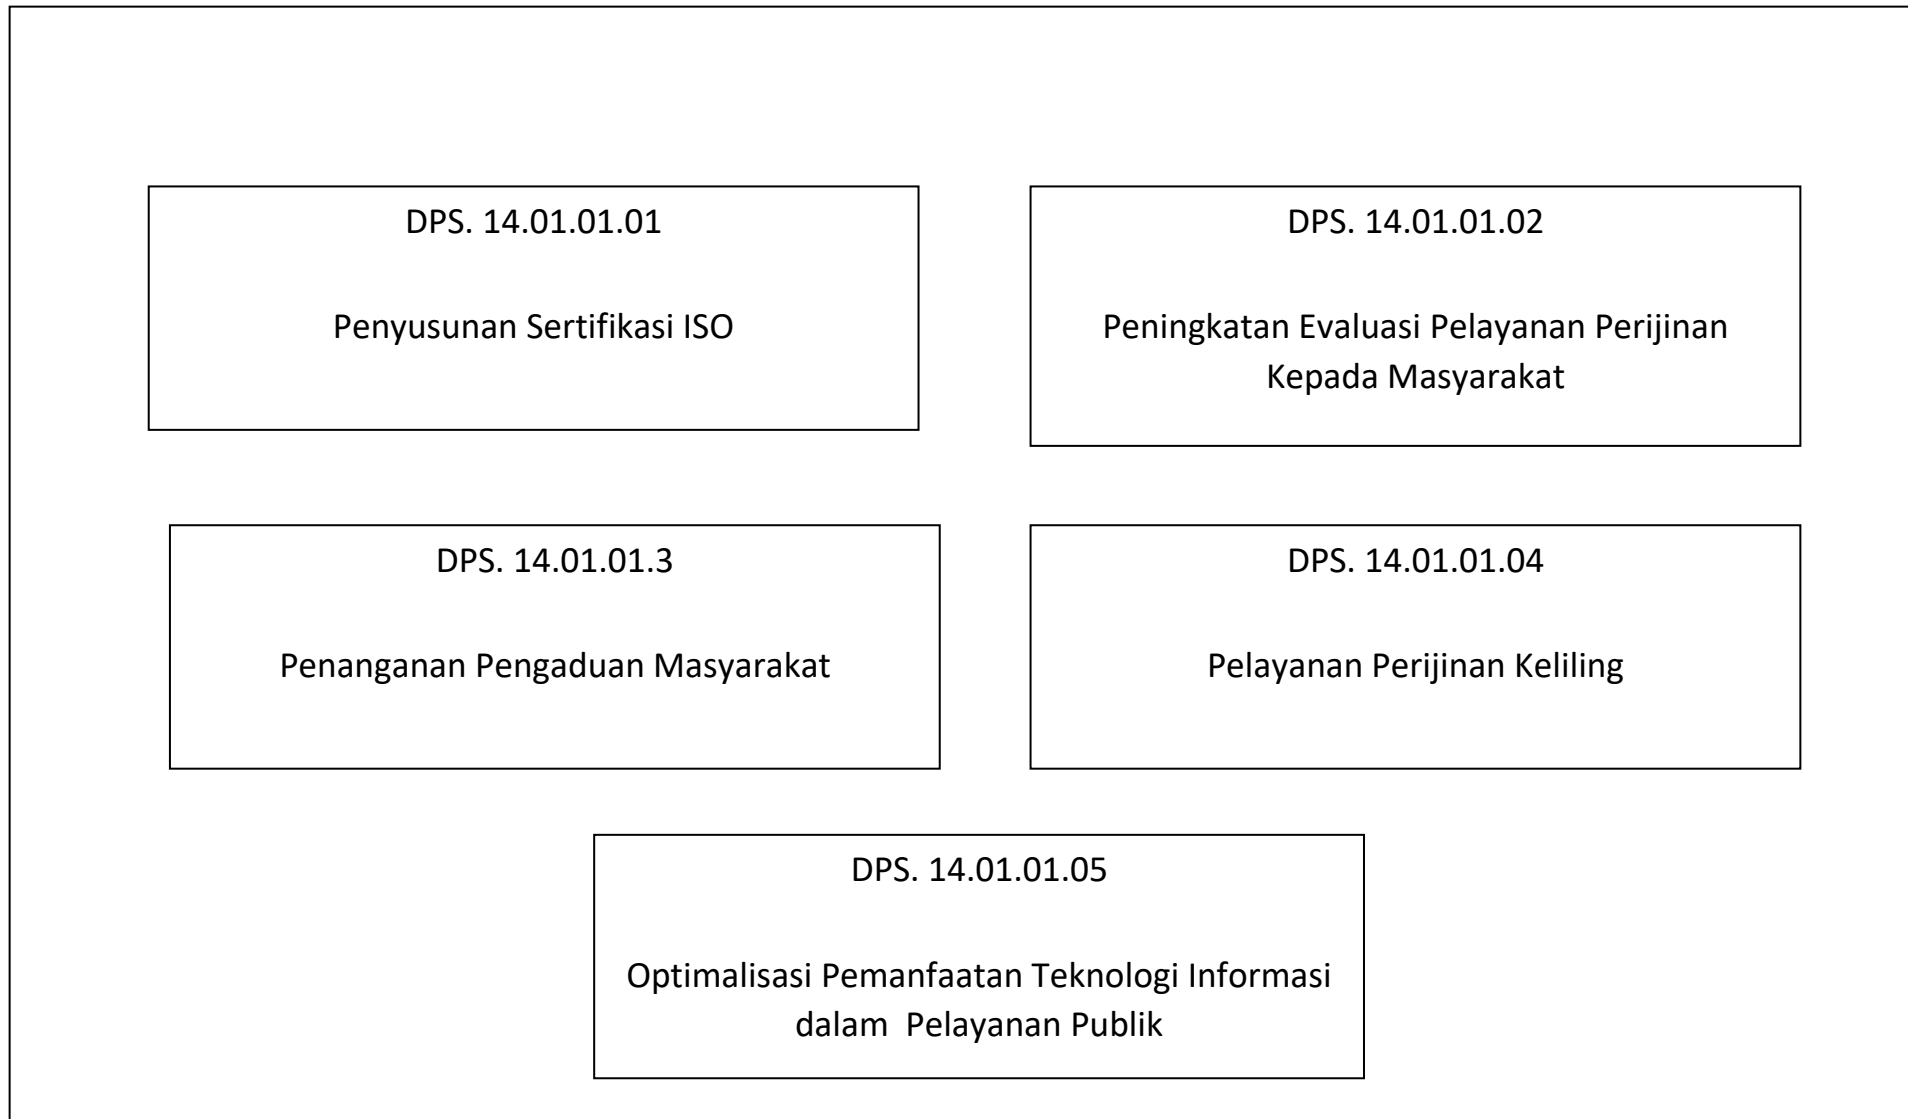 DPS. 14.01.01.01
Penyusunan Sertifikasi ISO
DPS. 14.01.01.02
Peningkatan Evaluasi Pelayanan Perijinan
Kepada Masyarakat
DPS. 14.01.01.3
Penanganan Pengaduan Masyarakat
DPS. 14.01.01.04
Pelayanan Perijinan Keliling
DPS. 14.01.01.05
Optimalisasi Pemanfaatan Teknologi Informasi
dalam  Pelayanan Publik